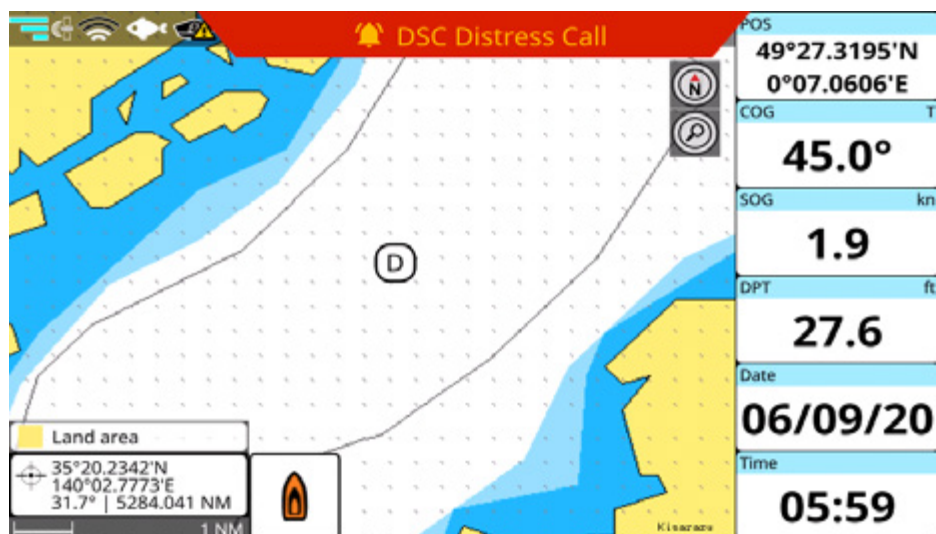 DSC Distress Call
N
D
Land area
35°20.2342'N
140°02.7773'E
31.7° | 5284.041 NM
1 NM
Kisarazu
POS
49°27.3195'N
0°07.0606'E
COG T
45.0°
SOG kn
1.9
DPT ft
27.6
Date
06/09/20
Time
05:59